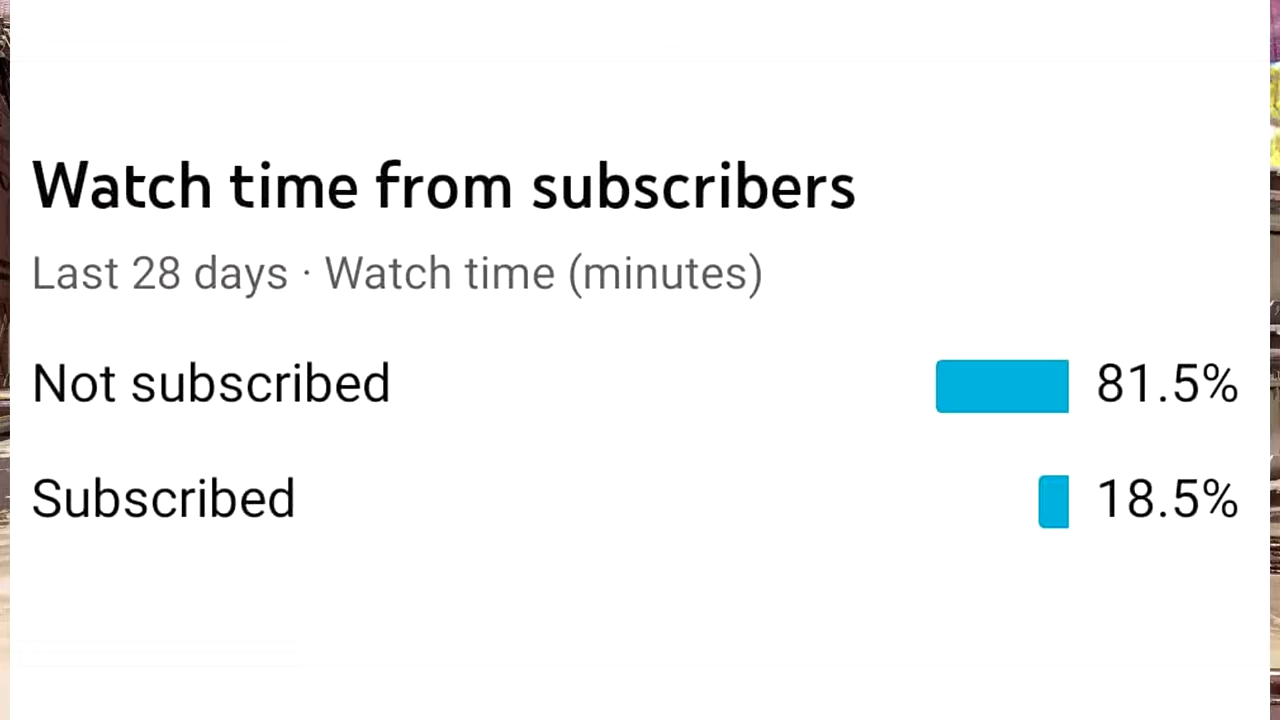 Watch time from subscribers
Last 28 days · Watch time (minutes)
Not subscribed 81.5%
Subscribed 18.5%